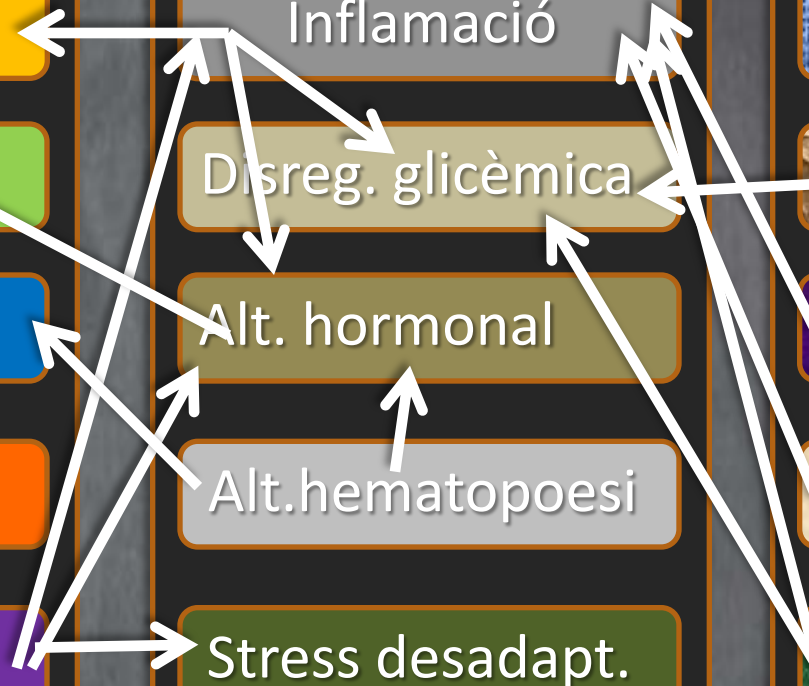 Inflamació
Disreg. glicèmica
Alt. hormonal
Alt.hematopoesi
Stress desadapt.